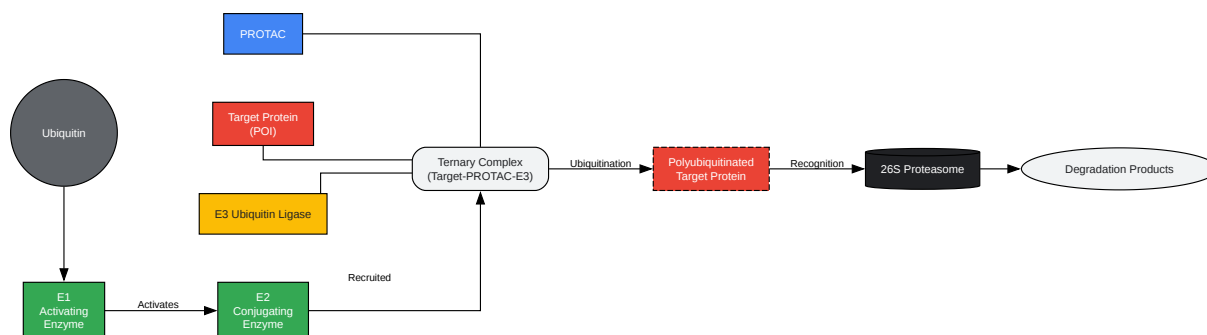 PROTAC
Ubiquitin
Target Protein
(POI)
Ternary Complex
(Target-PROTAC-E3)
Ubiquitination
Polyubiquitinated
Target Protein
Recognition
26S Proteasome
Degradation Products
E3 Ubiquitin Ligase
Recruited
E1
Activating
Enzyme
Activates
E2
Conjugating
Enzyme